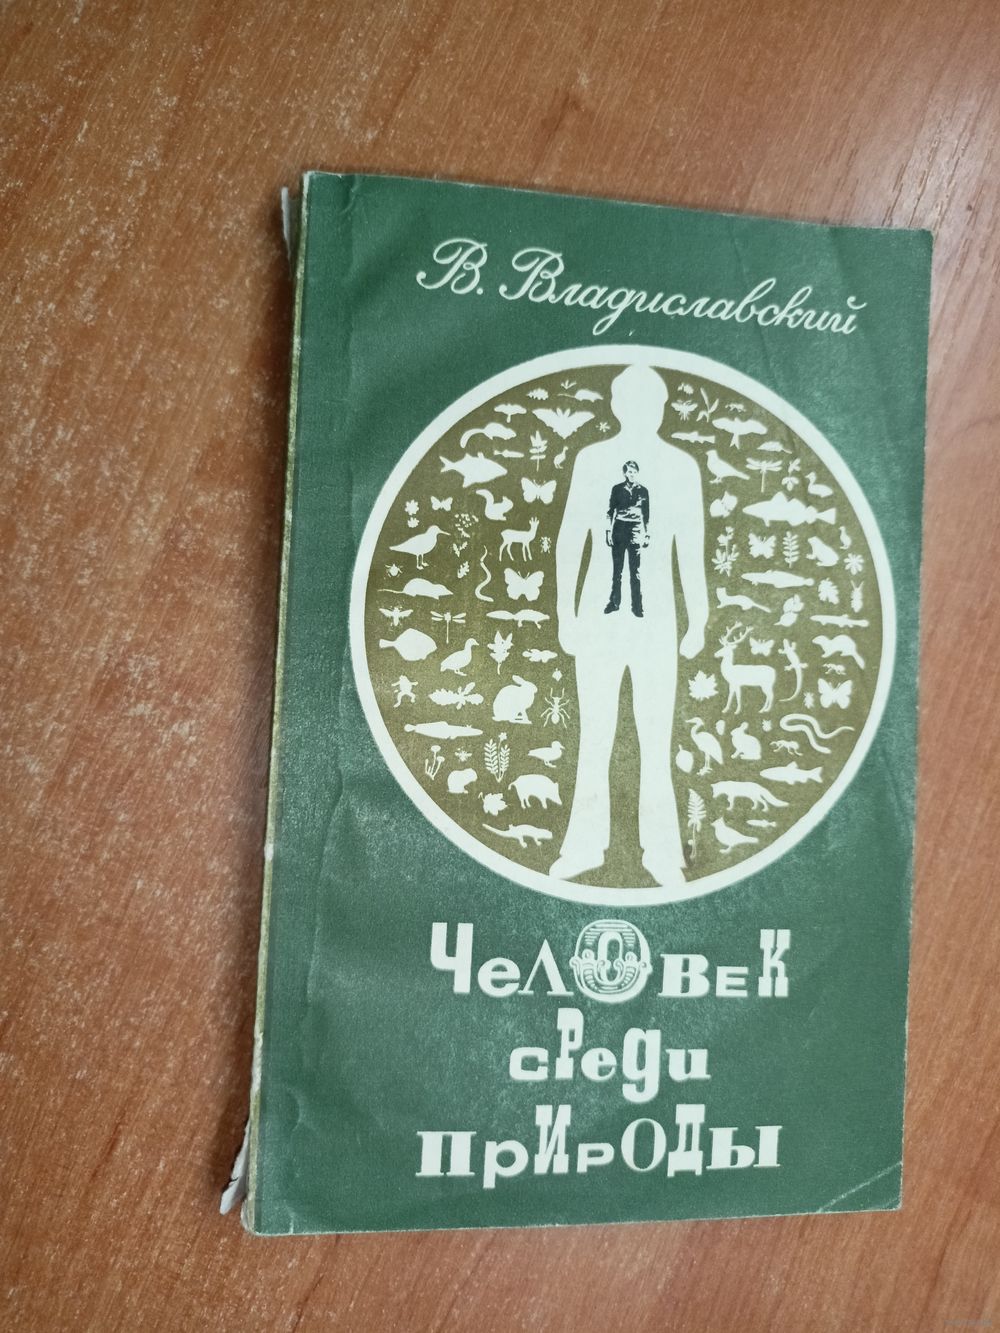 В. Владиславский
Человек
среди
природы